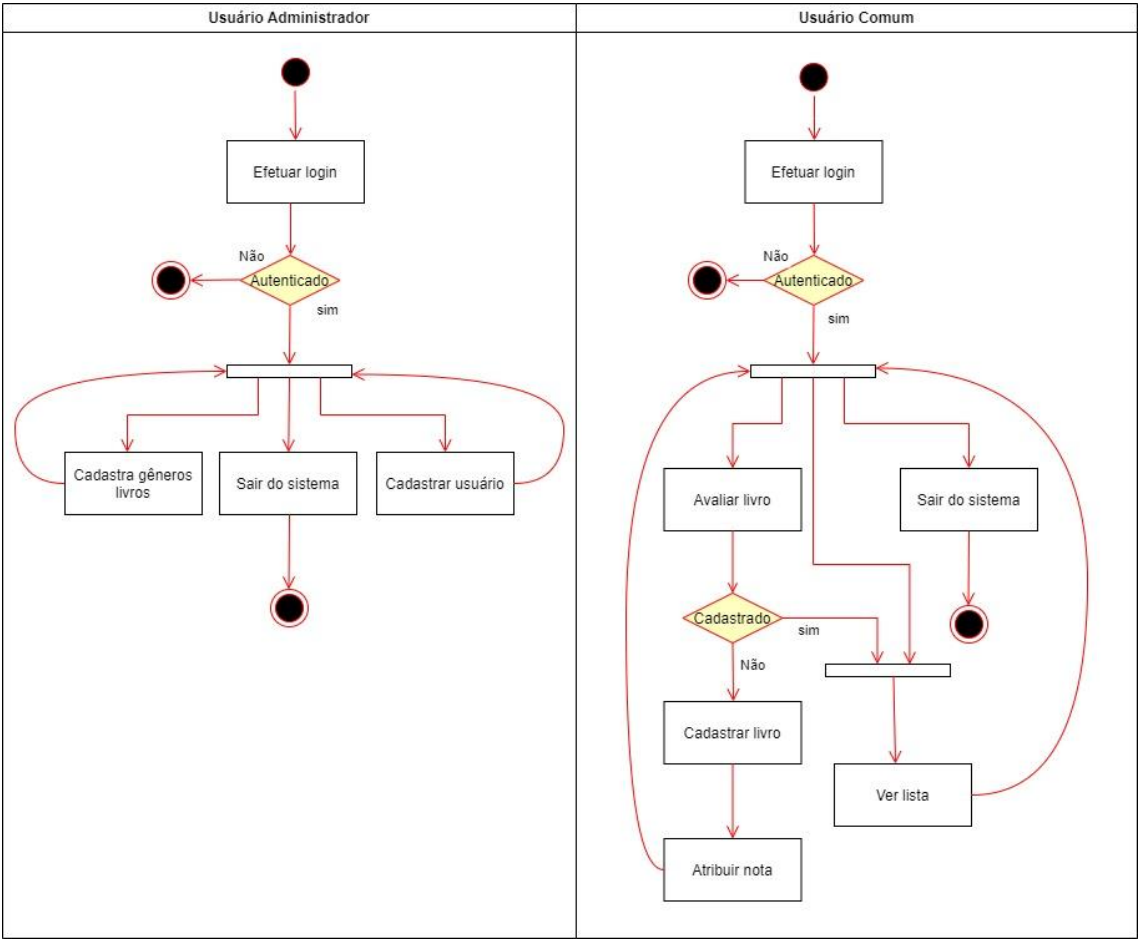 Usuário Administrador
Efetuar login
Não
Autenticado
sim
Cadastra gêneros
livros
Sair do sistema
Cadastrar usuário
Usuário Comum
Efetuar login
Não
Autenticado
sim
Avaliar livro
Sair do sistema
Cadastrado
sim
Não
Cadastrar livro
Ver lista
Atribuir nota